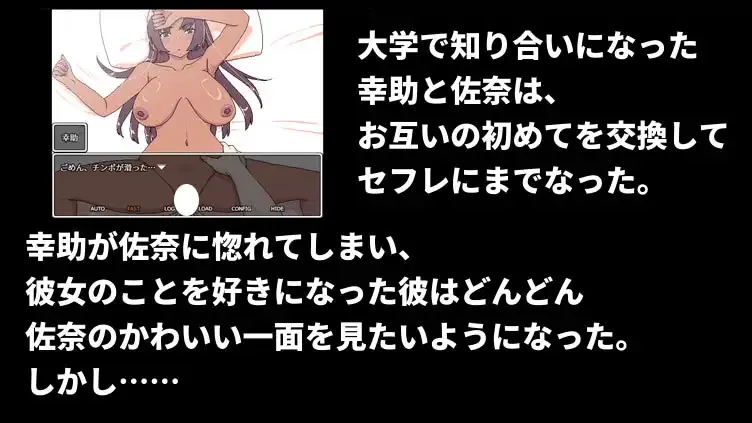 大学で知り合いになった
幸助と佐奈は、
お互いの初めてを交換して
セフレにまでなった。
幸助
ごめん、チンポが滑った…
AUTO FAST LOG LOAD CONFIG HIDE
幸助が佐奈に惚れてしまい、
彼女のことを好きになった彼はどんどん
佐奈のかわいい一面を見たいようになった。
しかし……